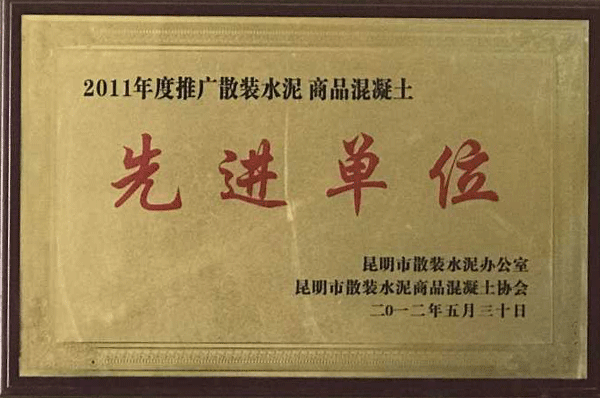 2011年度推广散装水泥 商品混凝土
先进单位
昆明市散装水泥办公室
昆明市散装水泥商品混凝土协会
二0一二年五月三十日